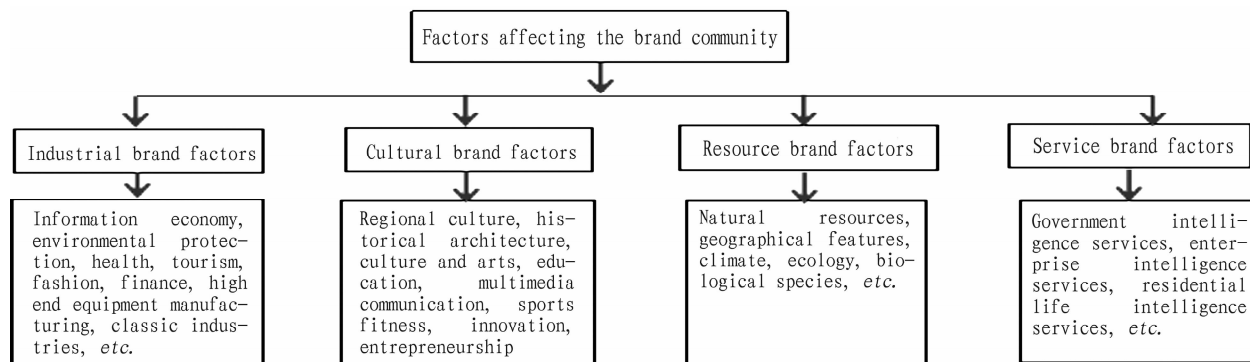 Factors affecting the brand community
Industrial brand factors
Cultural brand factors
Resource brand factors
Service brand factors
Information economy,
environmental protec-
tion, health, tourism,
fashion, finance, high
end equipment manufac-
turing, classic indus-
tries, etc.
Regional culture, his-
torical architecture,
culture and arts, edu-
cation, multimedia
communication, sports
fitness, innovation,
entrepreneurship
Natural resources,
geographical features,
climate, ecology, bio-
logical species, etc.
Government intelli-
gence services, enter-
prise intelligence
services, residential
life intelligence
services, etc.